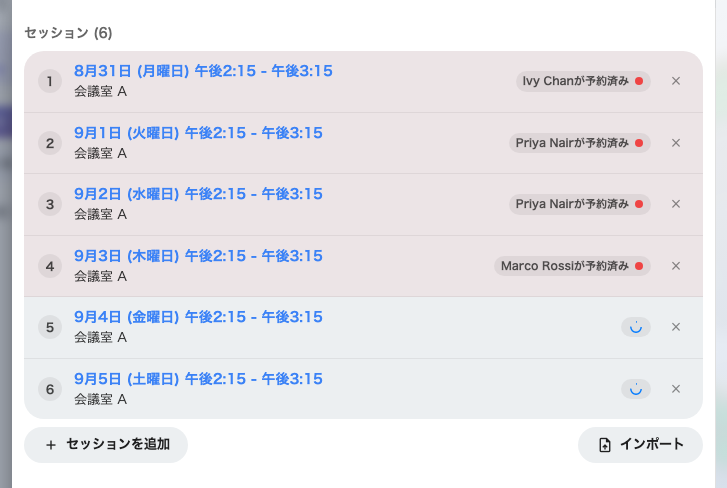 セッション (6)
1
8月31日 (月曜日) 午後2:15 - 午後3:15
会議室 A
Ivy Chanが予約済み
2
9月1日 (火曜日) 午後2:15 - 午後3:15
会議室 A
Priya Nairが予約済み
3
9月2日 (水曜日) 午後2:15 - 午後3:15
会議室 A
Priya Nairが予約済み
4
9月3日 (木曜日) 午後2:15 - 午後3:15
会議室 A
Marco Rossiが予約済み
5
9月4日 (金曜日) 午後2:15 - 午後3:15
会議室 A
6
9月5日 (土曜日) 午後2:15 - 午後3:15
会議室 A
セッションを追加
インポート